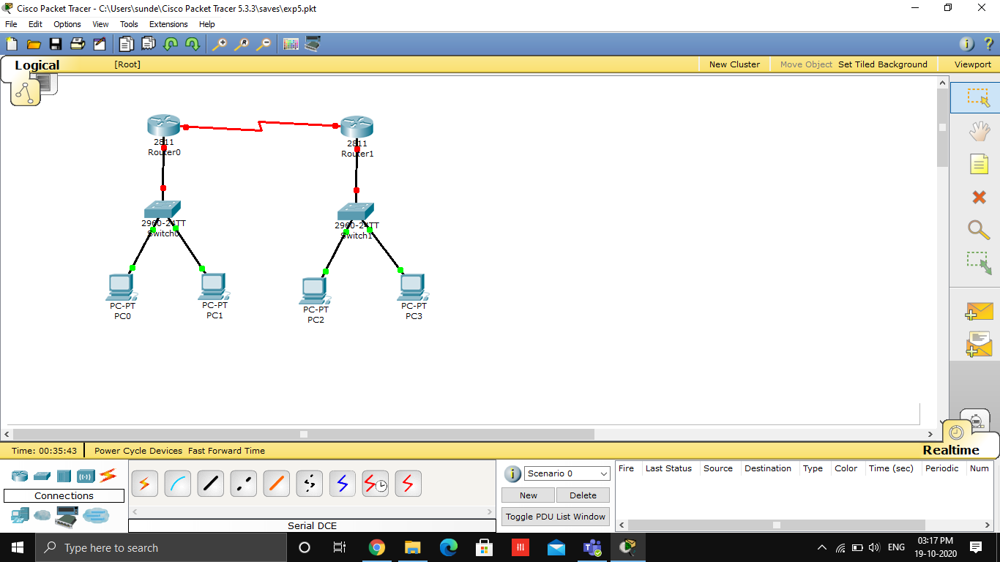 Cisco Packet Tracer - C:\Users\sunde\Cisco Packet Tracer 5.3.3\saves\exp5.pkt
File Edit Options View Tools Extensions Help
Logical [Root] New Cluster Move Object Set Tiled Background Viewport
2811
Router0
2811
Router1
2960-24TT
Switch0
2960-24TT
Switch1
PC-PT
PC0
PC-PT
PC1
PC-PT
PC2
PC-PT
PC3
Time: 00:35:43 Power Cycle Devices Fast Forward Time Realtime
Connections
Serial DCE
Scenario 0
New Delete
Toggle PDU List Window
Fire Last Status Source Destination Type Color Time (sec) Periodic Num
Type here to search
ENG
03:17 PM
19-10-2020